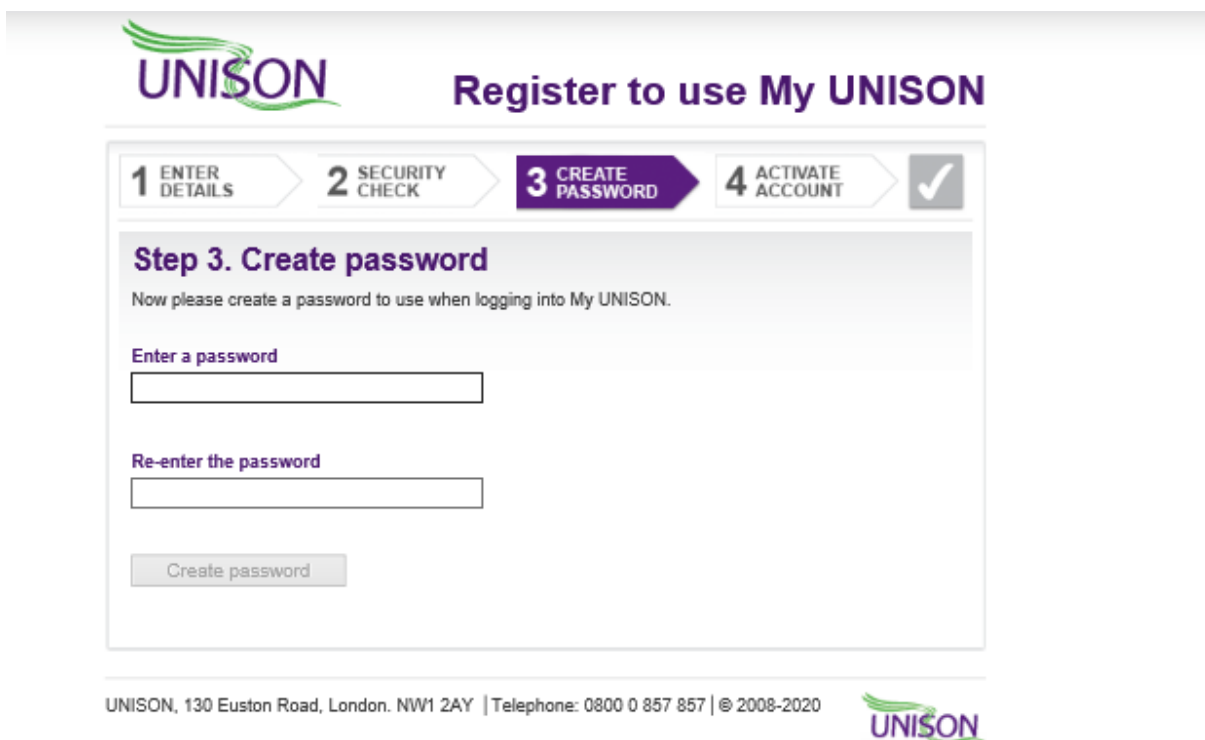 UNISON
Register to use My UNISON
1 ENTER DETAILS
2 SECURITY CHECK
3 CREATE PASSWORD
4 ACTIVATE ACCOUNT
Step 3. Create password
Now please create a password to use when logging into My UNISON.
Enter a password
Re-enter the password
Create password
UNISON, 130 Euston Road, London. NW1 2AY | Telephone: 0800 0 857 857 | © 2008-2020
UNISON